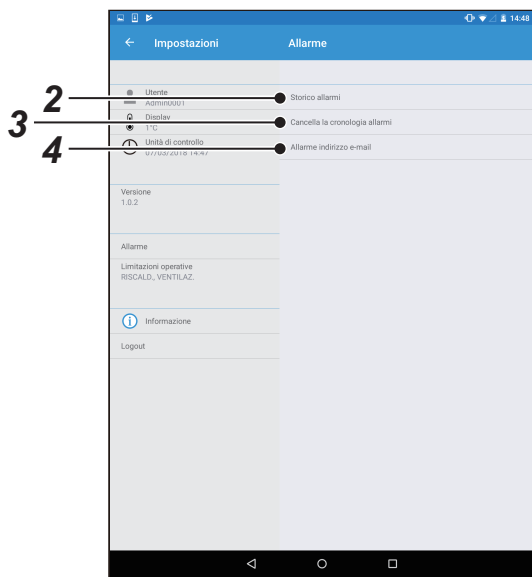 14:48
Impostazioni
Allarme
2
Utente
Admin0001
Storico allarmi
3
Display
1°C
Cancella la cronologia allarmi
4
Unità di controllo
07/03/2018 14:47
Allarme indirizzo e-mail
Versione
1.0.2
Allarme
Limitazioni operative
RISCALD., VENTILAZ.
Informazione
Logout